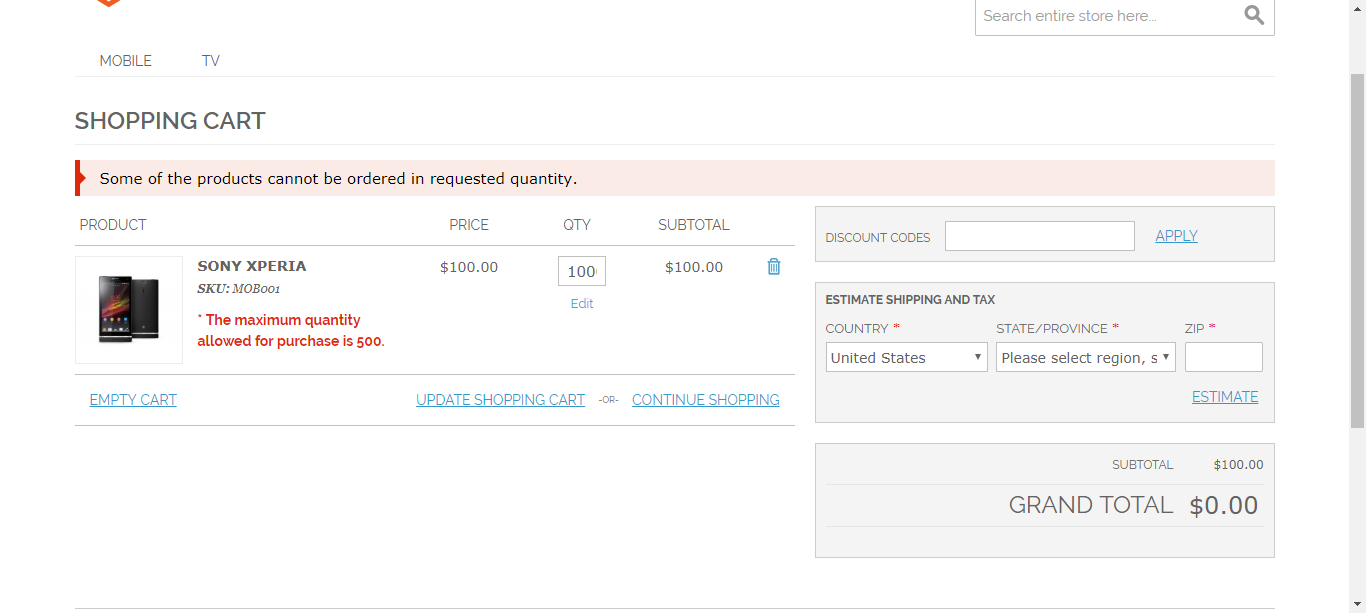 Search entire store here...
MOBILE TV
SHOPPING CART
Some of the products cannot be ordered in requested quantity.
PRODUCT PRICE QTY SUBTOTAL
SONY XPERIA $100.00 100 $100.00
SKU: MOB001
Edit
* The maximum quantity
allowed for purchase is 500.
EMPTY CART UPDATE SHOPPING CART -OR- CONTINUE SHOPPING
DISCOUNT CODES APPLY
ESTIMATE SHIPPING AND TAX
COUNTRY * STATE/PROVINCE * ZIP *
United States Please select region, s
ESTIMATE
SUBTOTAL $100.00
GRAND TOTAL $0.00